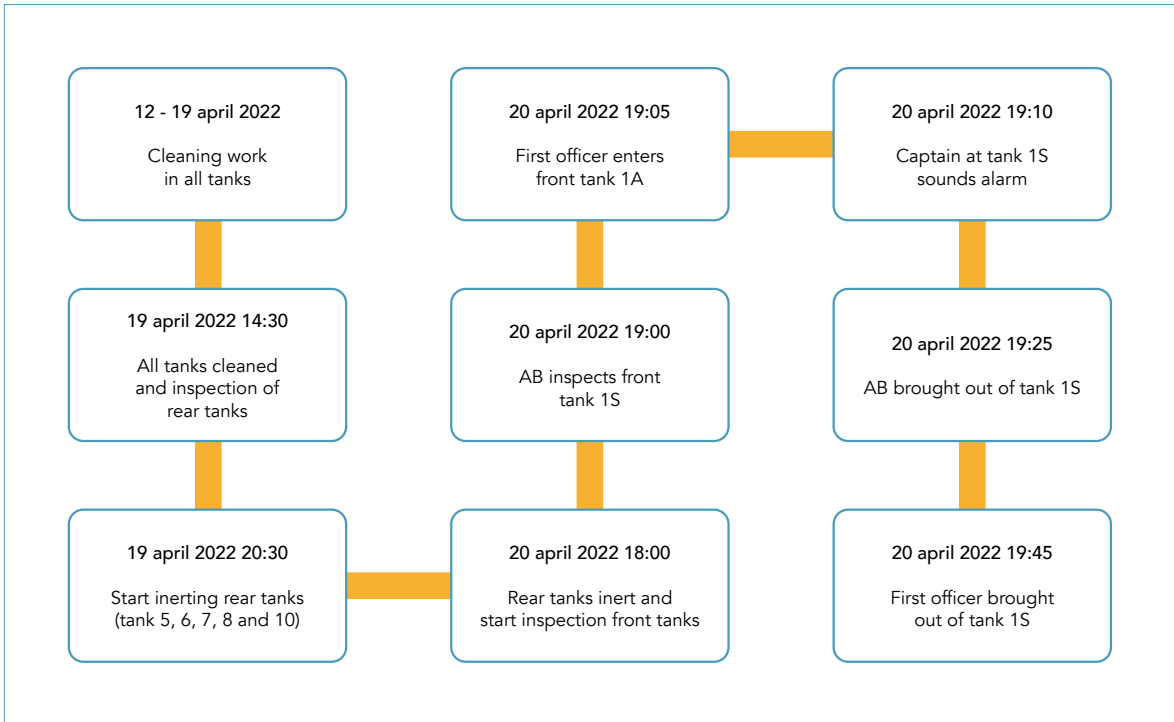 12 - 19 april 2022
Cleaning work
in all tanks
19 april 2022 14:30
All tanks cleaned
and inspection of
rear tanks
19 april 2022 20:30
Start inerting rear tanks
(tank 5, 6, 7, 8 and 10)
20 april 2022 18:00
Rear tanks inert and
start inspection front tanks
20 april 2022 19:00
AB inspects front
tank 1S
20 april 2022 19:05
First officer enters
front tank 1A
20 april 2022 19:10
Captain at tank 1S
sounds alarm
20 april 2022 19:25
AB brought out of tank 1S
20 april 2022 19:45
First officer brought
out of tank 1S